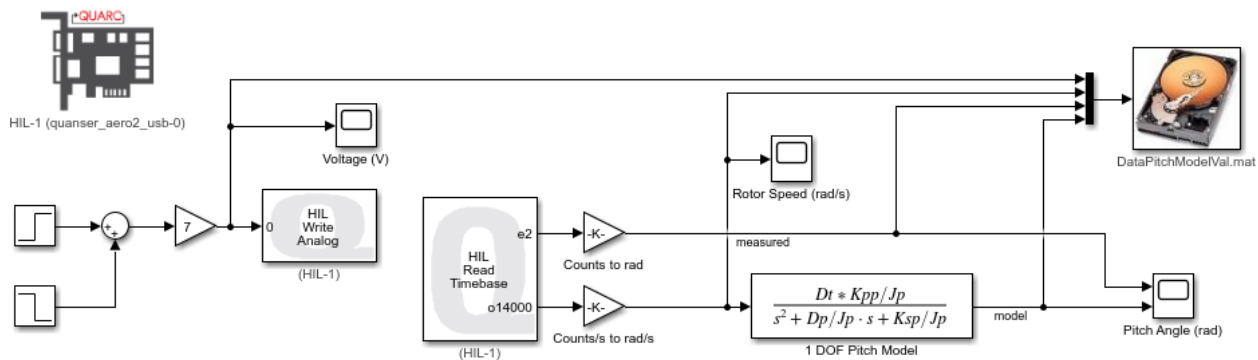 QUARC
HIL-1 (quanser_aero2_usb-0)
Voltage (V)
DataPitchModelVal.mat
Rotor Speed (rad/s)
+
+
7
0
HIL
Write
Analog
(HIL-1)
HIL
Read
Timebase
e2
o14000
(HIL-1)
-K-
Counts to rad
measured
-K-
Counts/s to rad/s
Dt * Kpp/Jp
s² + Dp/Jp · s + Ksp/Jp
1 DOF Pitch Model
model
Pitch Angle (rad)